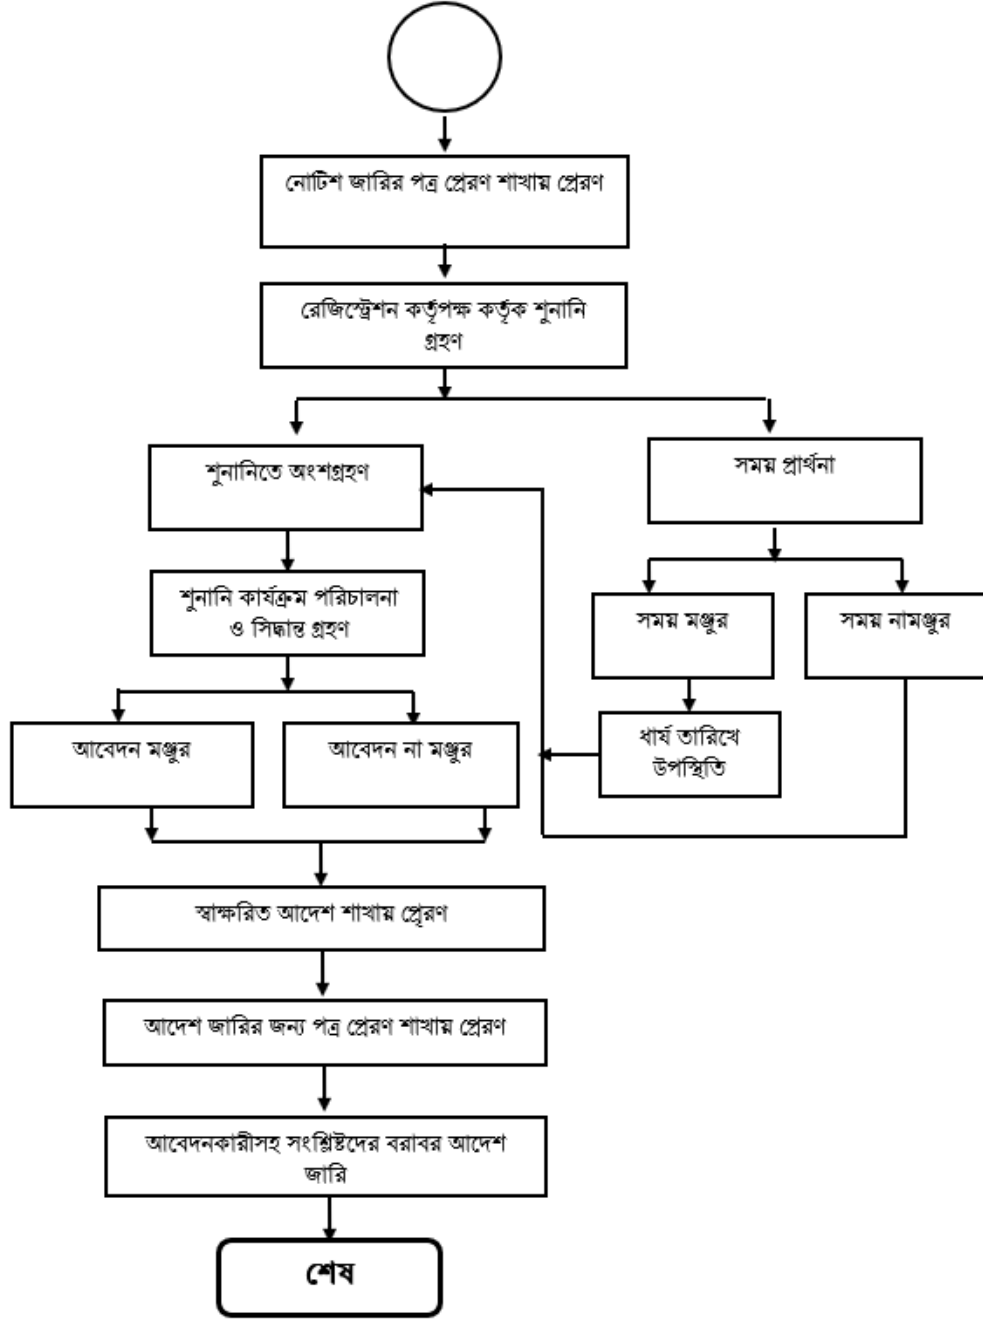 নোটিশ জারির পত্র প্রেরণ শাখায় প্রেরণ
রেজিস্ট্রেশন কর্তৃপক্ষ কর্তৃক শুনানি
গ্রহণ
শুনানিতে অংশগ্রহণ
সময় প্রার্থনা
শুনানি কার্যক্রম পরিচালনা
ও সিদ্ধান্ত গ্রহণ
সময় মঞ্জুর
সময় নামঞ্জুর
আবেদন মঞ্জুর
আবেদন না মঞ্জুর
ধার্য তারিখে
উপস্থিতি
স্বাক্ষরিত আদেশ শাখায় প্রেরণ
আদেশ জারির জন্য পত্র প্রেরণ শাখায় প্রেরণ
আবেদনকারীসহ সংশ্লিষ্টদের বরাবর আদেশ
জারি
শেষ